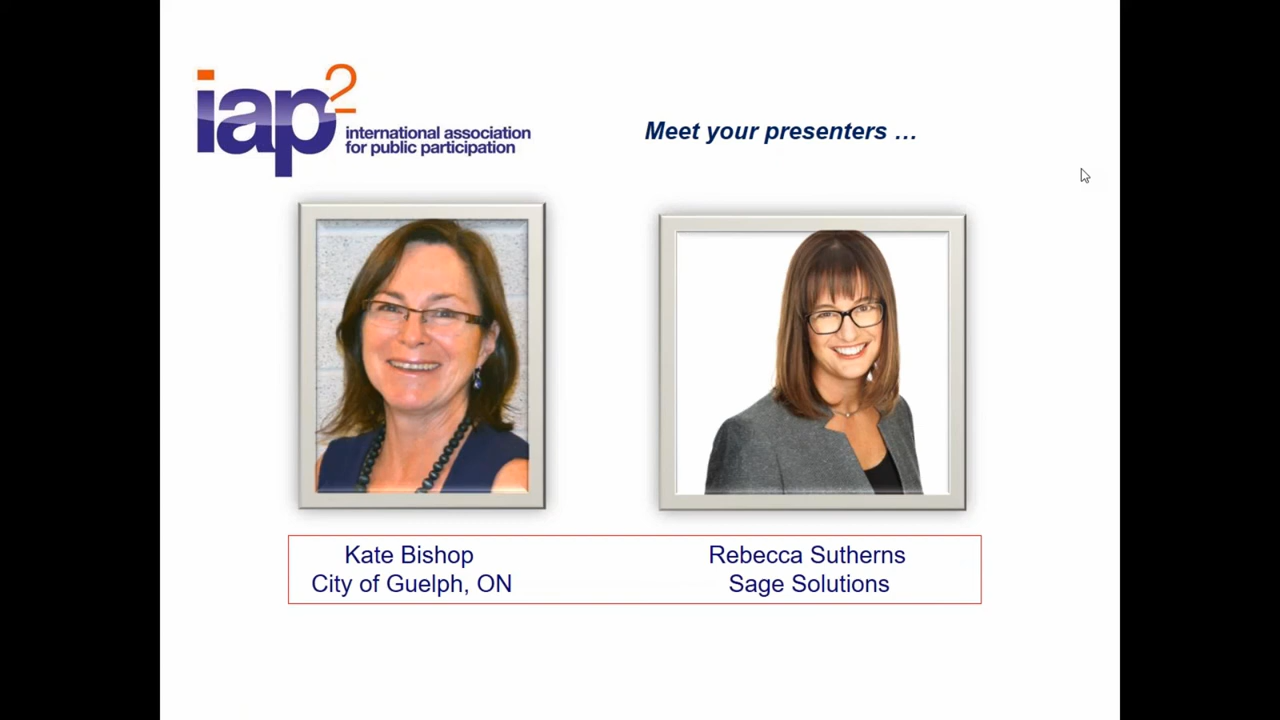 iap2
international association
for public participation
Meet your presenters …
Kate Bishop
City of Guelph, ON
Rebecca Sutherns
Sage Solutions